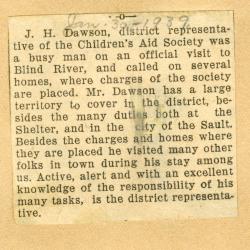 Jan. 30-1939
J. H. Dawson, district representa-
tive of the Children's Aid Society was
a busy man on an official visit to
Blind River, and called on several
homes, where charges of the society
are placed. Mr. Dawson has a large
territory to cover in the district, be-
sides the many duties both at the
Shelter, and in the city of the Sault.
Besides the charges and homes where
they are placed he visited many other
folks in town during his stay among
us. Active, alert and with an excellent
knowledge of the responsibility of his
many tasks, is the district representa-
tive.